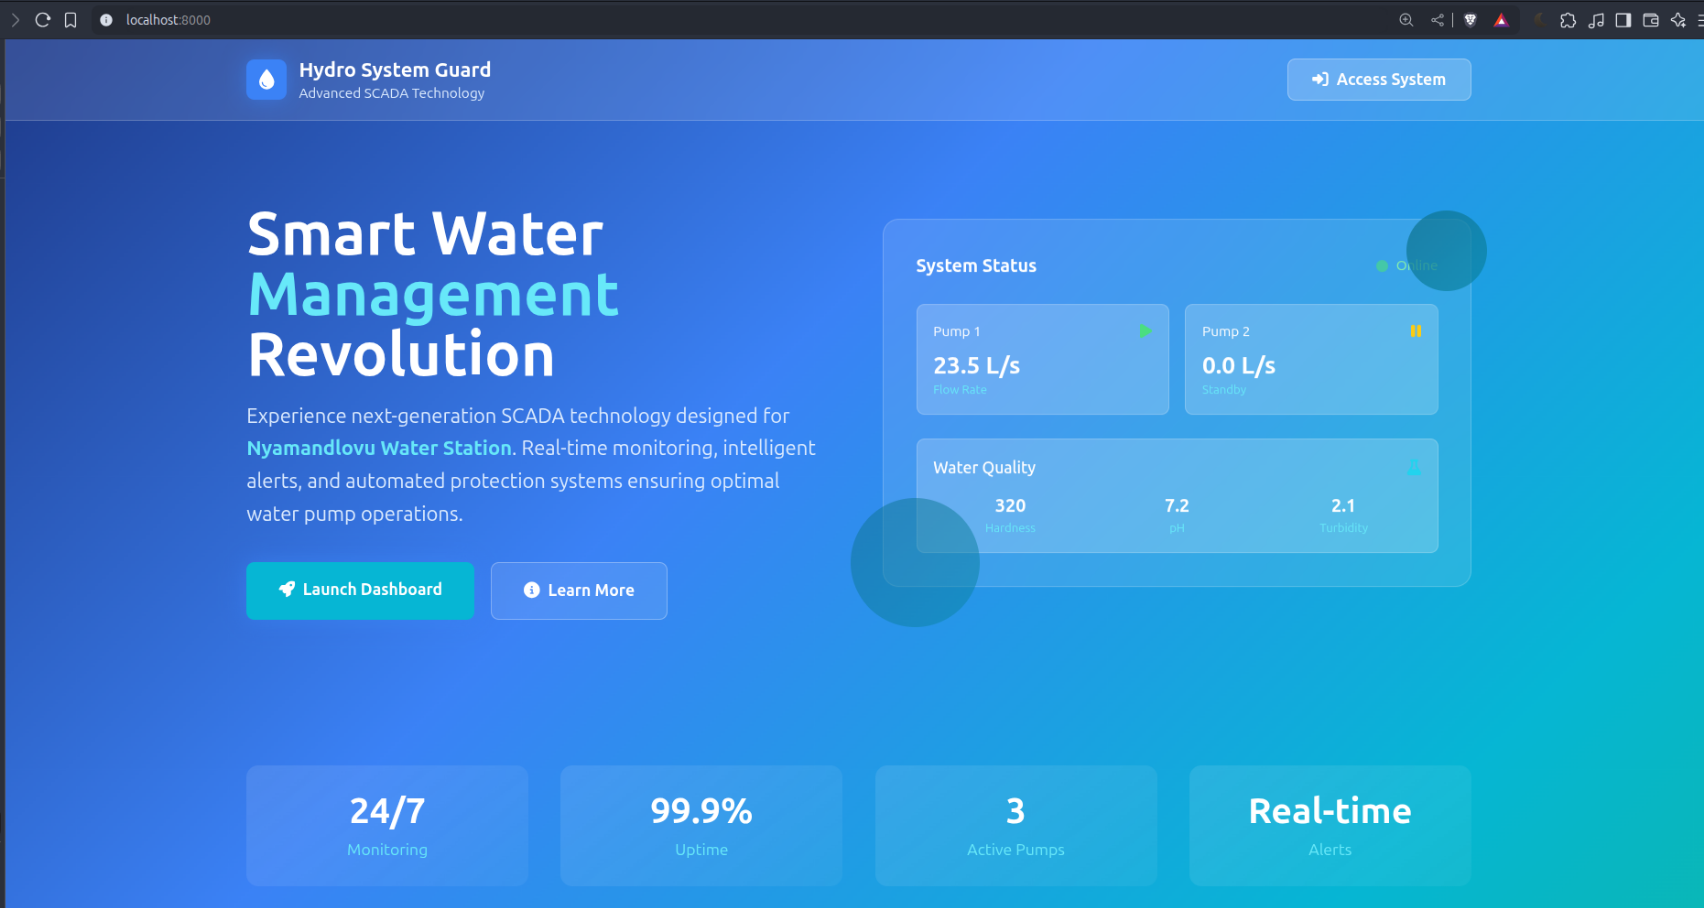 localhost:8000
Hydro System Guard
Advanced SCADA Technology
Access System
Smart Water
Management
Revolution
Experience next-generation SCADA technology designed for
Nyamandlovu Water Station. Real-time monitoring, intelligent
alerts, and automated protection systems ensuring optimal
water pump operations.
Launch Dashboard
Learn More
System Status
Online
Pump 1
23.5 L/s
Flow Rate
Pump 2
0.0 L/s
Standby
Water Quality
320
Hardness
7.2
pH
2.1
Turbidity
24/7
Monitoring
99.9%
Uptime
3
Active Pumps
Real-time
Alerts